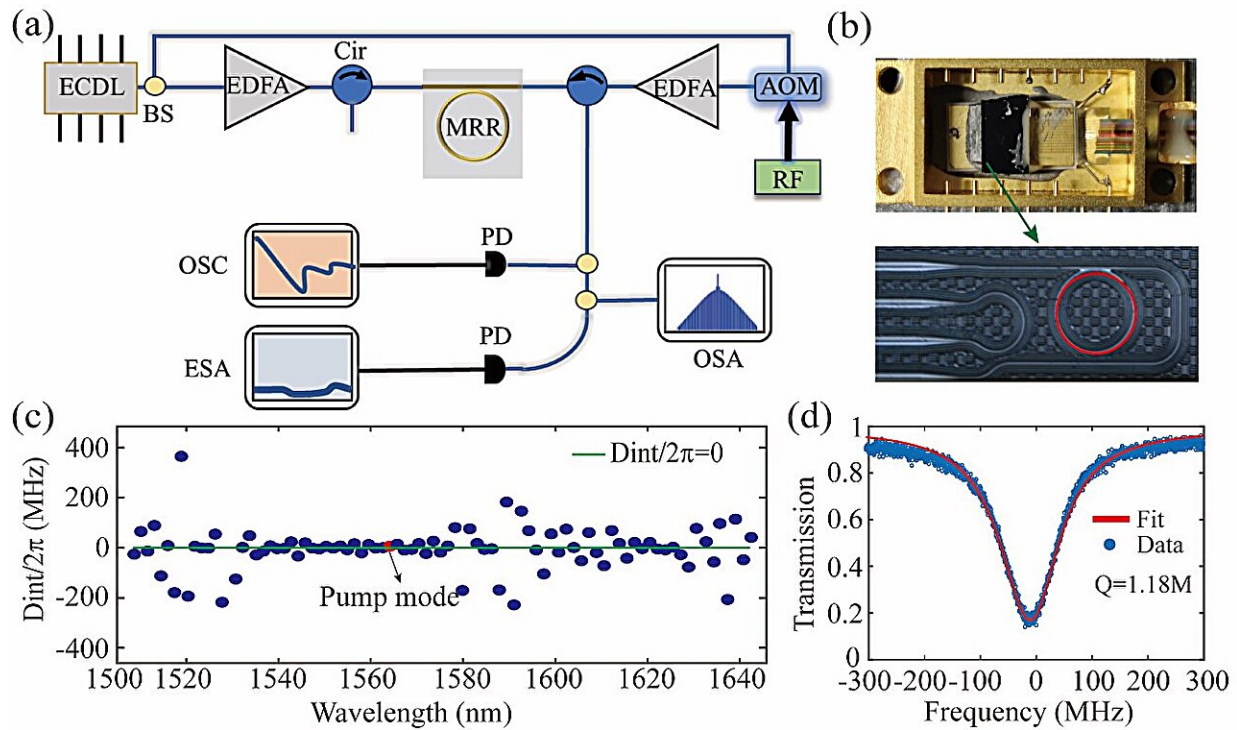 (a)
Cir
ECDL
BS
EDFA
MRR
EDFA
AOM
RF
OSC
PD
ESA
PD
OSA
(b)
(c)
Dint/2π (MHz)
400
200
0
-200
-400
Dint/2π=0
Pump mode
1500 1520 1540 1560 1580 1600 1620 1640
Wavelength (nm)
(d)
Transmission
1
0.8
0.6
0.4
0.2
0
Fit
Data
Q=1.18M
-300 -200 -100 0 100 200 300
Frequency (MHz)